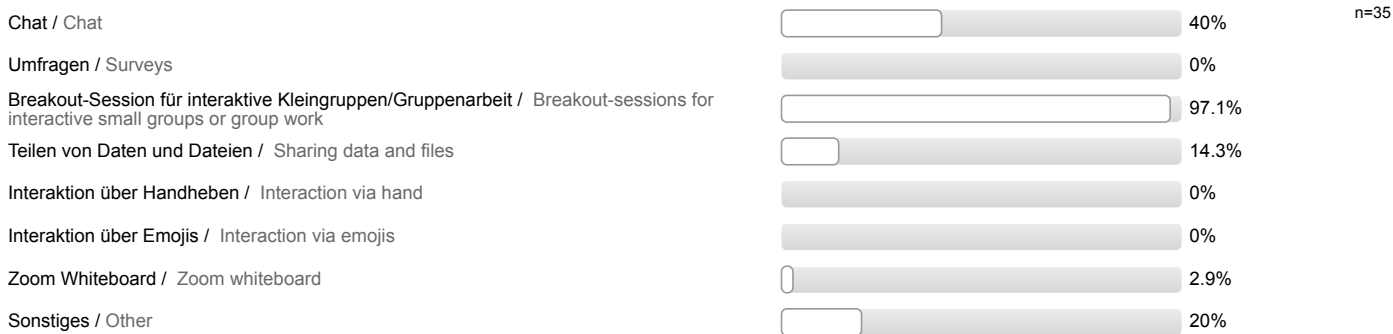 Chat / Chat 40% n=35
Umfragen / Surveys 0%
Breakout-Session für interaktive Kleingruppen/Gruppenarbeit / Breakout-sessions for
interactive small groups or group work 97.1%
Teilen von Daten und Dateien / Sharing data and files 14.3%
Interaktion über Handheben / Interaction via hand 0%
Interaktion über Emojis / Interaction via emojis 0%
Zoom Whiteboard / Zoom whiteboard 2.9%
Sonstiges / Other 20%